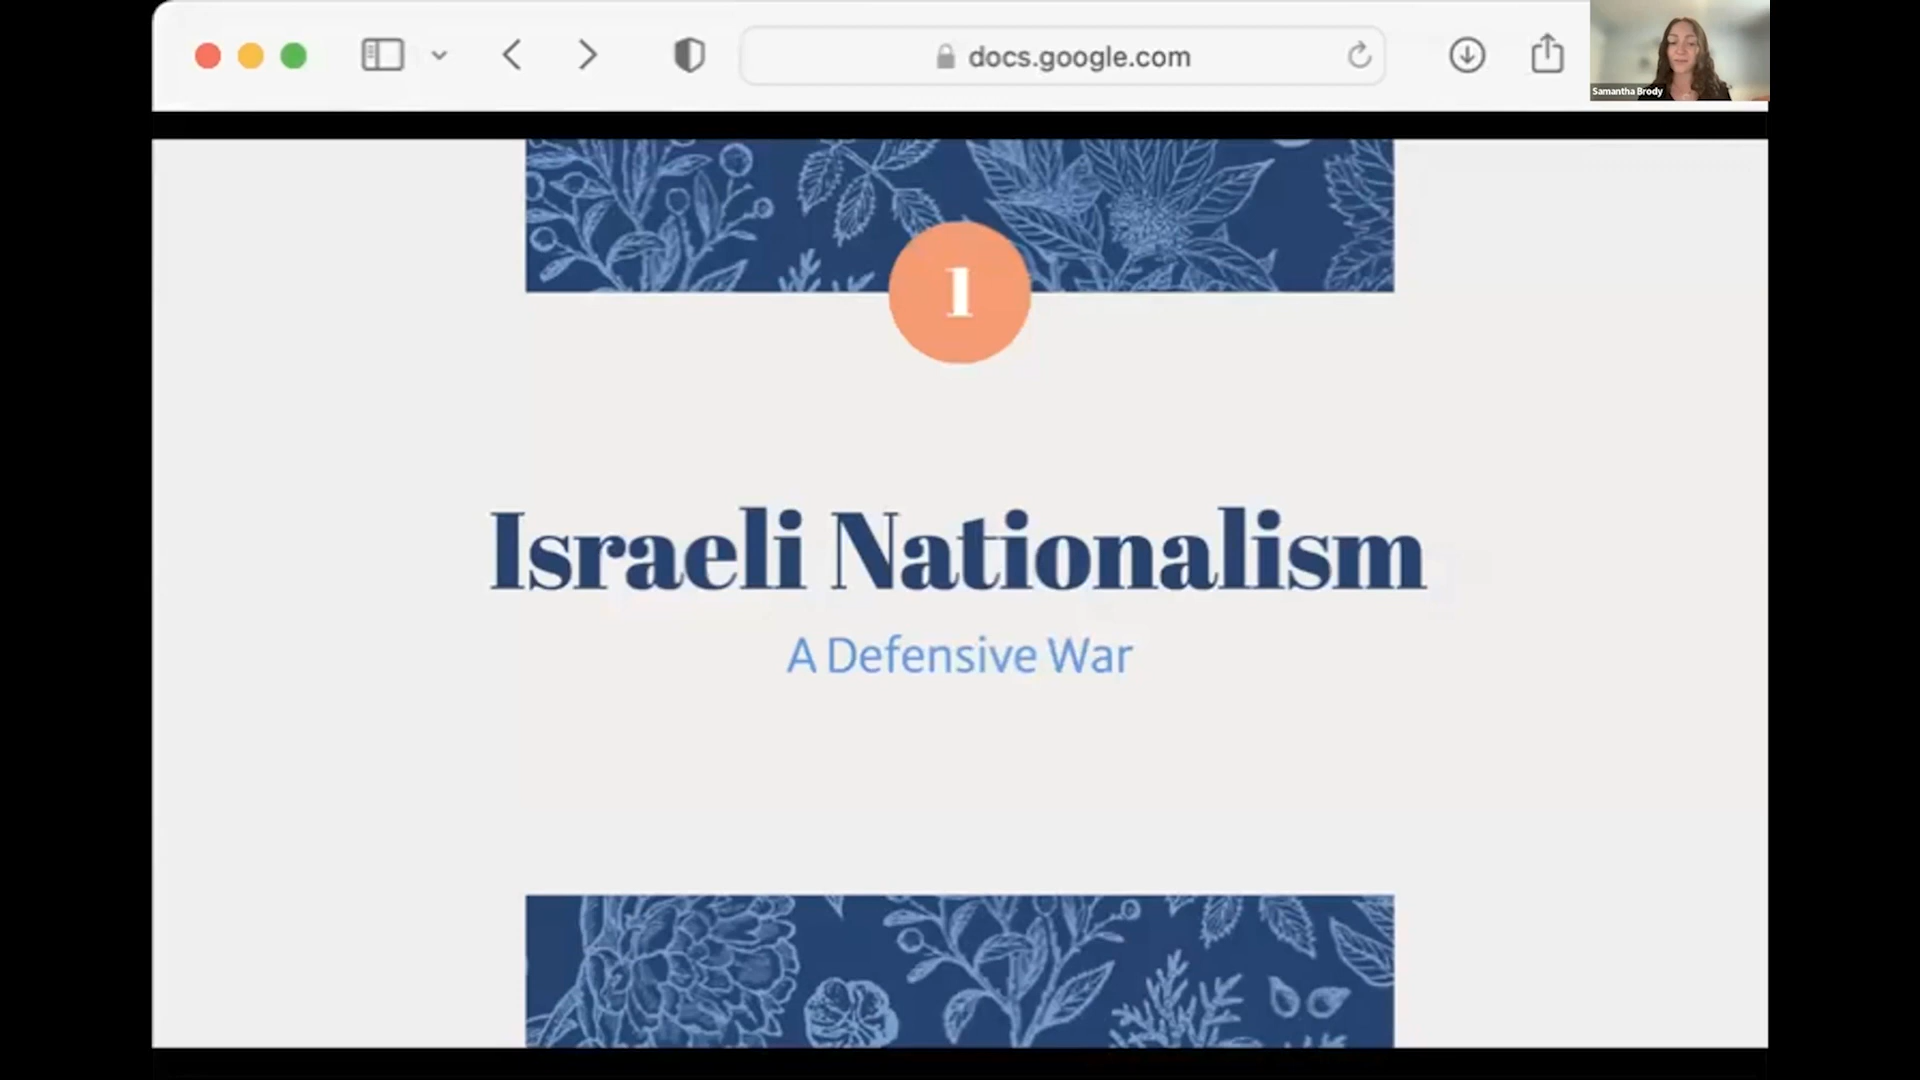 docs.google.com
Samantha Brody
1
Israeli Nationalism
A Defensive War